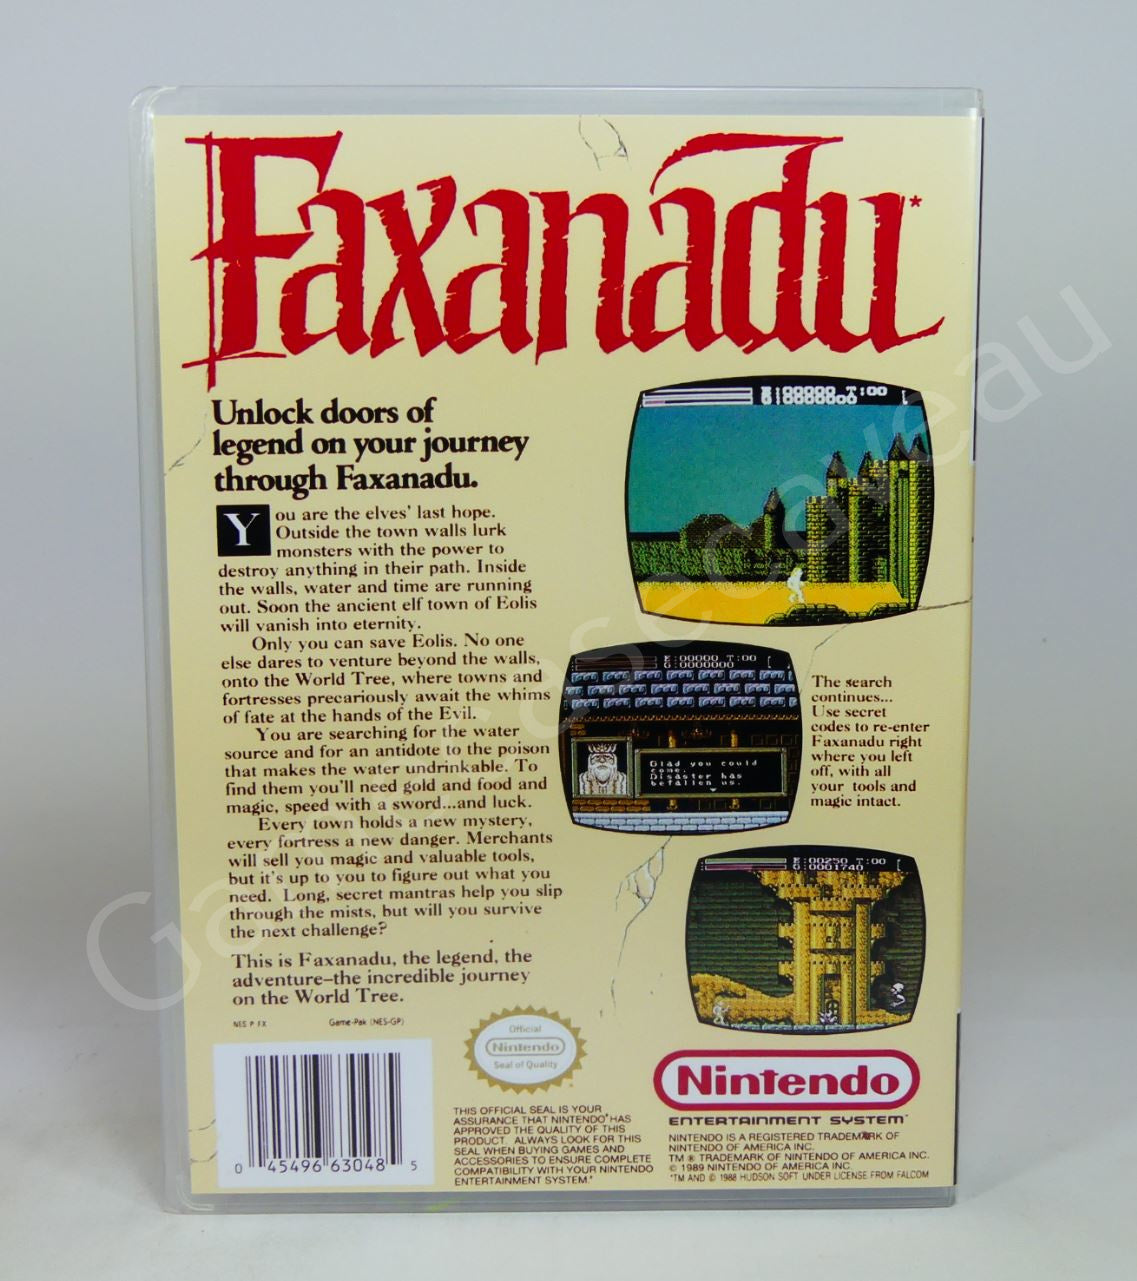 Faxanadu*
Unlock doors of
legend on your journey
through Faxanadu.
You are the elves' last hope.
Outside the town walls lurk
monsters with the power to
destroy anything in their path. Inside
the walls, water and time are running
out. Soon the ancient elf town of Eolis
will vanish into eternity.
Only you can save Eolis. No one
else dares to venture beyond the walls,
onto the World Tree, where towns and
fortresses precariously await the whims
of fate at the hands of the Evil.
You are searching for the water
source and for an antidote to the poison
that makes the water undrinkable. To
find them you'll need gold and food and
magic, speed with a sword...and luck.
Every town holds a new mystery,
every fortress a new danger. Merchants
will sell you magic and valuable tools,
but it's up to you to figure out what you
need. Long, secret mantras help you slip
through the mists, but will you survive
the next challenge?
This is Faxanadu, the legend, the
adventure–the incredible journey
on the World Tree.
NES P FX Game-Pak (NES-GP)
E:00000 T:00
G:0000000
E:00000 T:00
G:0000000
Glad you could
come.
Disaster has
befallen us.
The search
continues...
Use secret
codes to re-enter
Faxanadu right
where you left
off, with all
your tools and
magic intact.
E:00250 T:00
G:0001740
0 45496 63048 5
Official
Nintendo
Seal of Quality
THIS OFFICIAL SEAL IS YOUR
ASSURANCE THAT NINTENDO® HAS
APPROVED THE QUALITY OF THIS
PRODUCT. ALWAYS LOOK FOR THIS
SEAL WHEN BUYING GAMES AND
ACCESSORIES TO ENSURE COMPLETE
COMPATIBILITY WITH YOUR NINTENDO
ENTERTAINMENT SYSTEM.®
Nintendo
ENTERTAINMENT SYSTEM™
NINTENDO IS A REGISTERED TRADEMARK OF
NINTENDO OF AMERICA INC.
TM ® TRADEMARK OF NINTENDO OF AMERICA INC.
© 1989 NINTENDO OF AMERICA INC.
*TM AND © 1988 HUDSON SOFT UNDER LICENSE FROM FALCOM